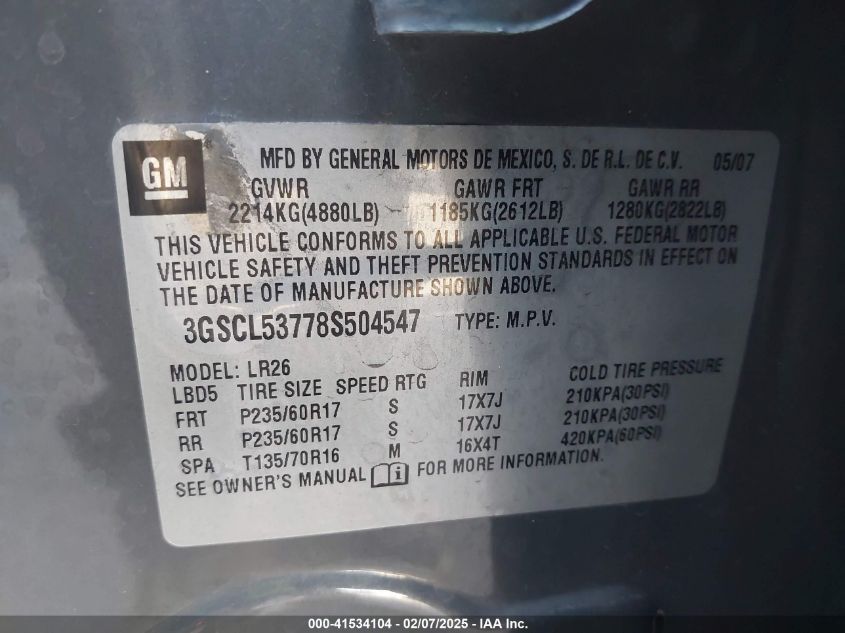 GM
MFD BY GENERAL MOTORS DE MEXICO, S. DE R.L. DE C.V. 05/07
GVWR GAWR FRT GAWR RR
2214KG(4880LB) 1185KG(2612LB) 1280KG(2822LB)
THIS VEHICLE CONFORMS TO ALL APPLICABLE U.S. FEDERAL MOTOR
VEHICLE SAFETY AND THEFT PREVENTION STANDARDS IN EFFECT ON
THE DATE OF MANUFACTURE SHOWN ABOVE.
3GSCL53778S504547 TYPE: M.P.V.
MODEL: LR26
LBD5 TIRE SIZE SPEED RTG RIM COLD TIRE PRESSURE
FRT P235/60R17 S 17X7J 210KPA(30PSI)
RR P235/60R17 S 17X7J 210KPA(30PSI)
SPA T135/70R16 M 16X4T 420KPA(60PSI)
SEE OWNER'S MANUAL i FOR MORE INFORMATION.
000-41534104 - 02/07/2025 - IAA Inc.